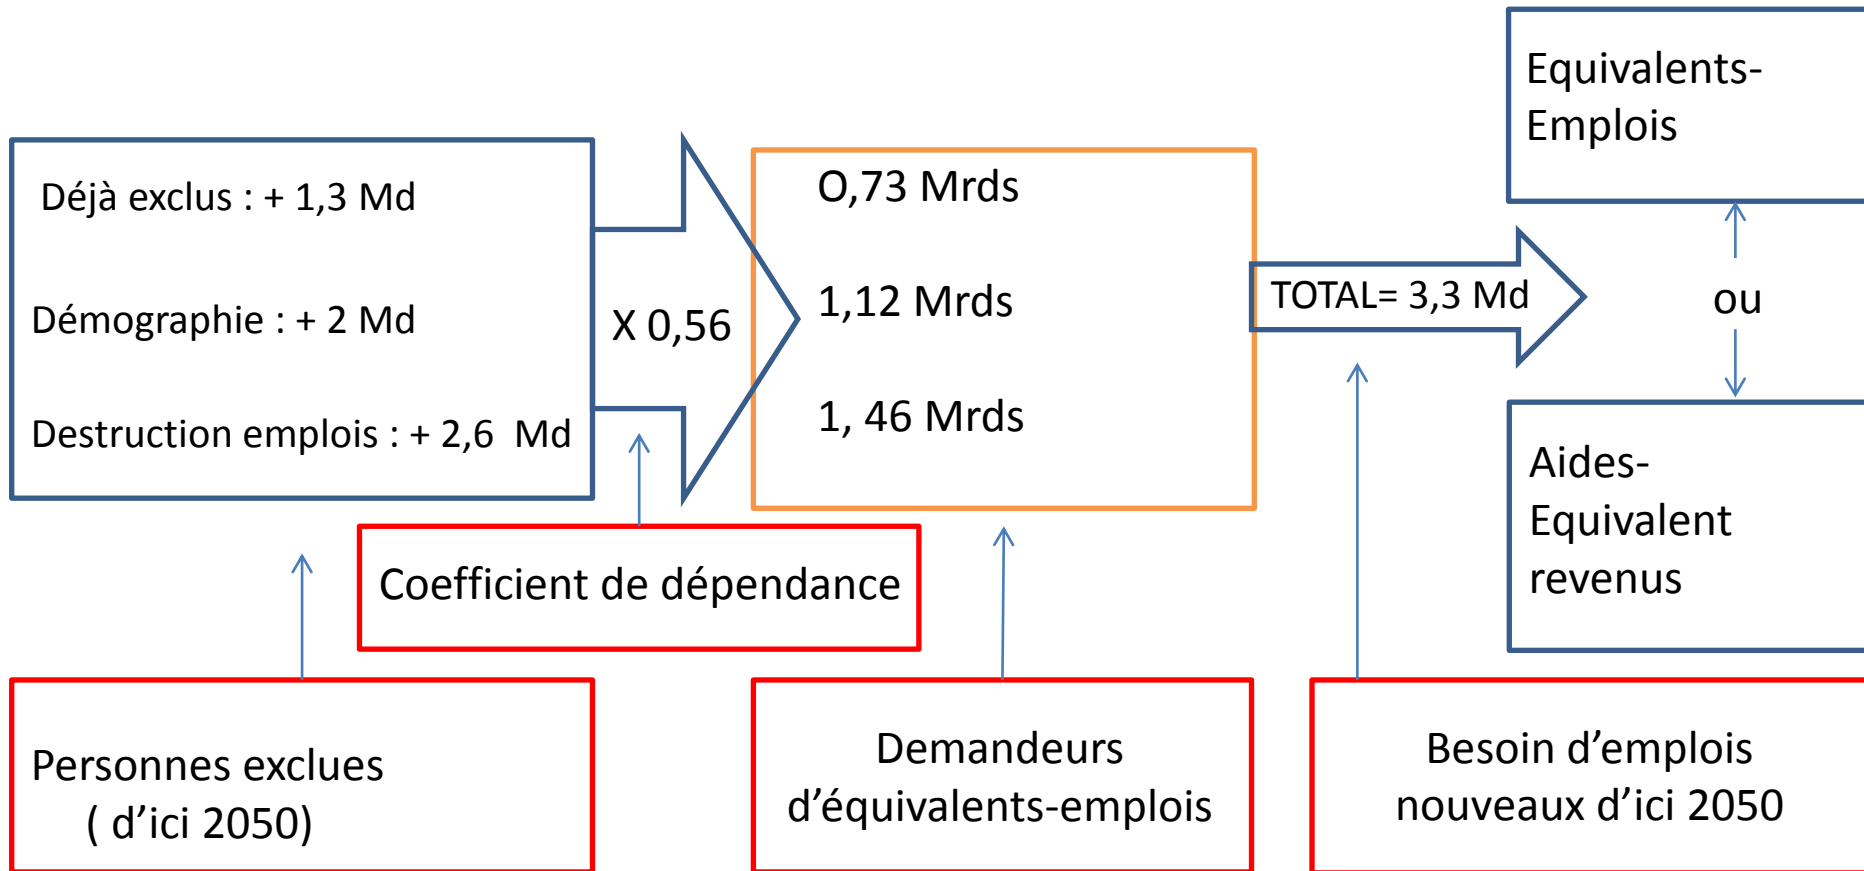 Déjà exclus : + 1,3 Md
Démographie : + 2 Md
Destruction emplois : + 2,6 Md
X 0,56
O,73 Mrds
1,12 Mrds
1, 46 Mrds
TOTAL= 3,3 Md
Equivalents-
Emplois
ou
Aides-
Equivalent
revenus
Coefficient de dépendance
Personnes exclues
( d’ici 2050)
Demandeurs
d’équivalents-emplois
Besoin d’emplois
nouveaux d’ici 2050